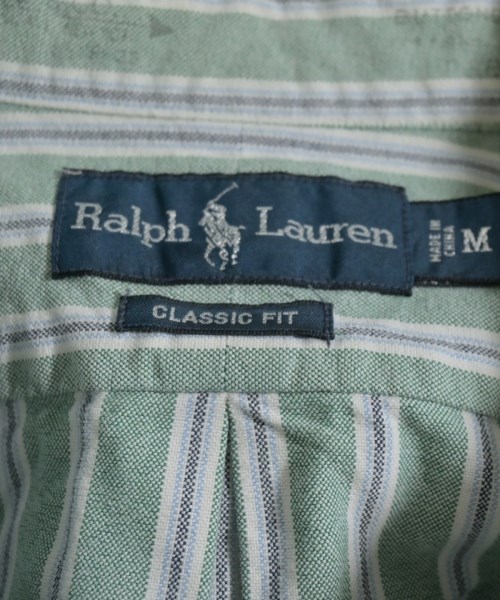 Ralph Lauren
MADE IN
CHINA
M
CLASSIC FIT